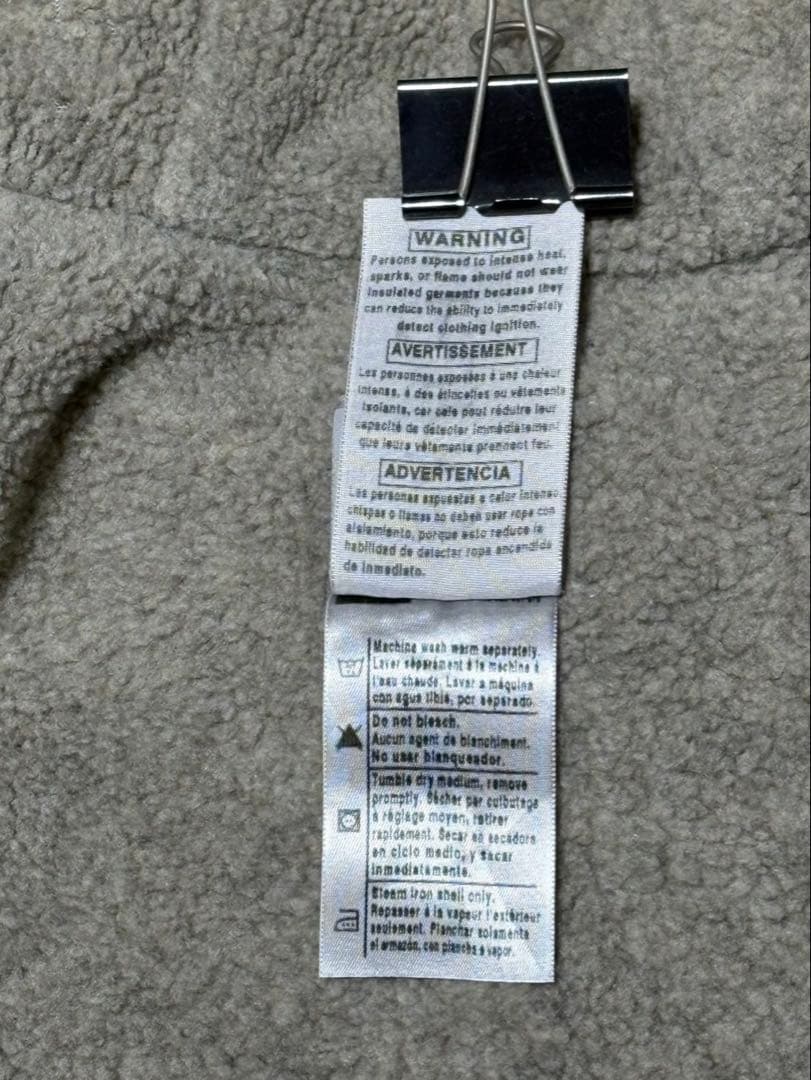 WARNING
Persons exposed to intense heat,
sparks, or flame should not wear
insulated garments because they
can reduce the ability to immediately
detect clothing ignition.
AVERTISSEMENT
Les personnes exposées à une chaleur
intense, à des étincelles ou vêtements
isolants, car cela peut réduire leur
capacité de détecter immédiatement
que leurs vêtements prennent feu.
ADVERTENCIA
Las personas expuestas a calor intenso
chispas o llamas no deben usar ropa con
aislamiento, porque esto reduce la
habilidad de detectar ropa encendida
de inmediato.
Machine wash warm separately.
Laver séparément à la machine à
l'eau chaude. Lavar a máquina
con agua tibia, por separado.
Do not bleach.
Aucun agent de blanchiment.
No usar blanqueador.
Tumble dry medium, remove
promptly. Sécher par culbutage
à réglage moyen, retirer
rapidement. Secar en secadora
en ciclo medio, y sacar
inmediatamente.
Steam iron shell only.
Repasser à la vapeur l'extérieur
seulement. Planchar solamente
el armazón, con plancha a vapor.